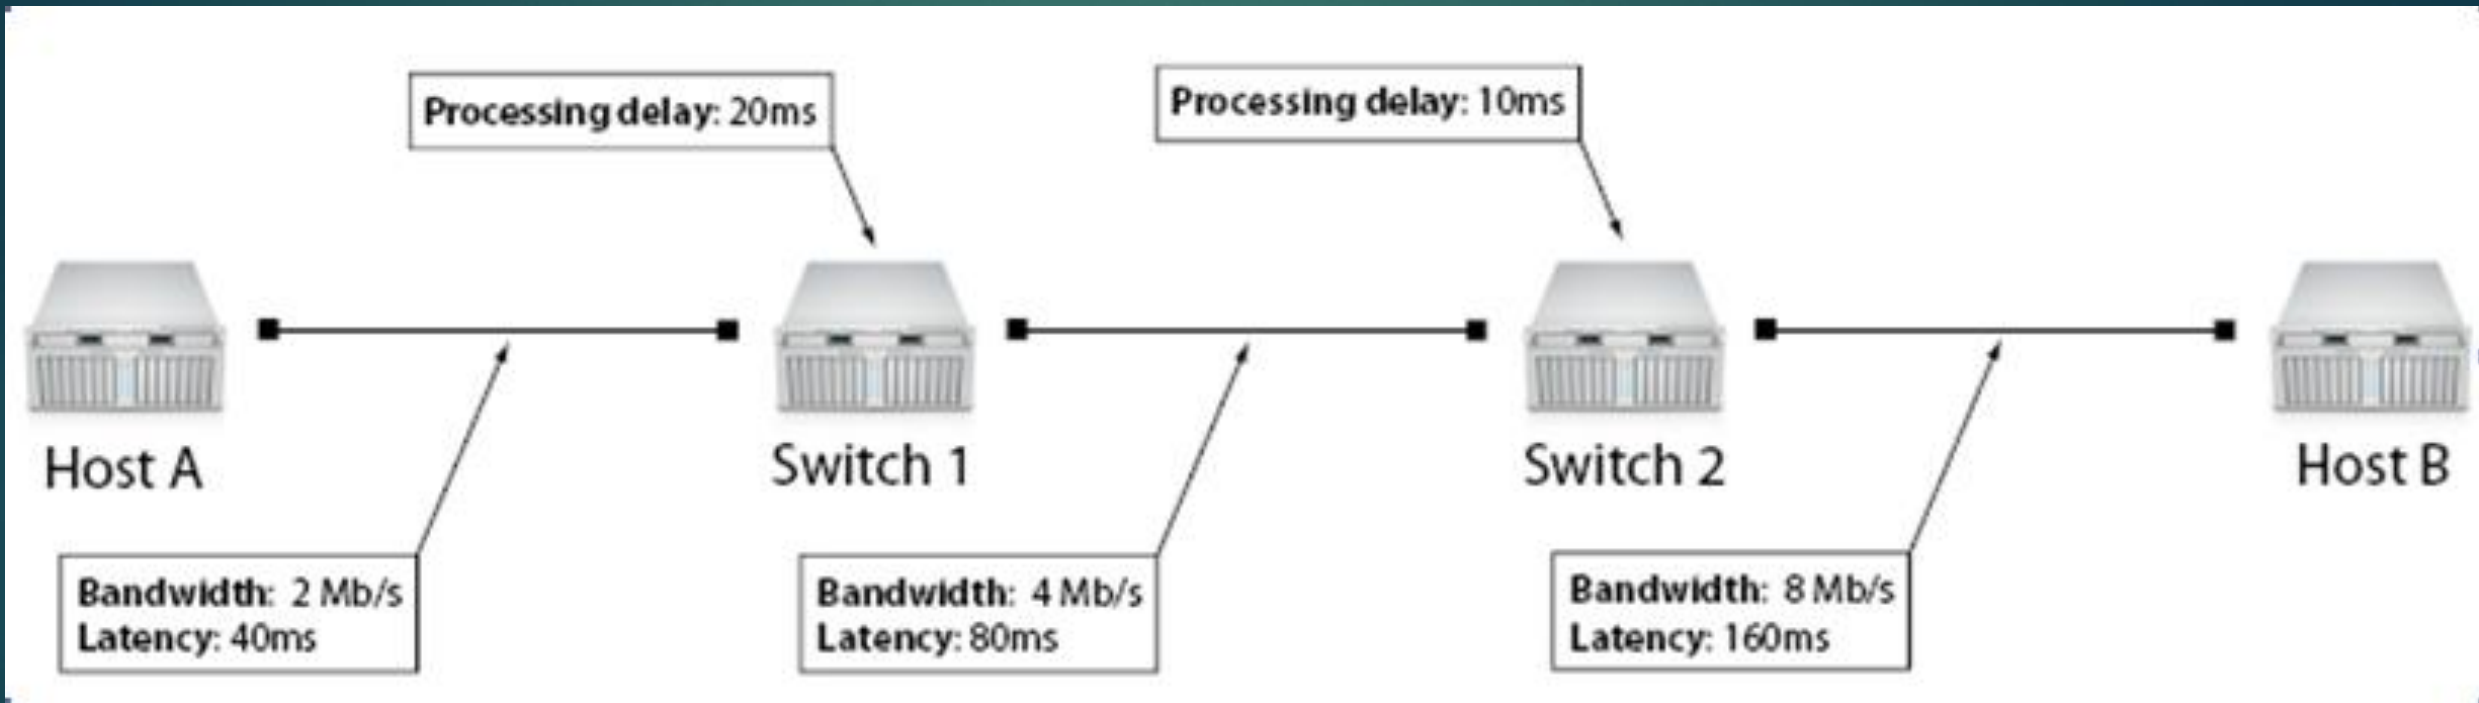 Processing delay: 20ms
Processing delay: 10ms
Host A
Switch 1
Switch 2
Host B
Bandwidth: 2 Mb/s
Latency: 40ms
Bandwidth: 4 Mb/s
Latency: 80ms
Bandwidth: 8 Mb/s
Latency: 160ms